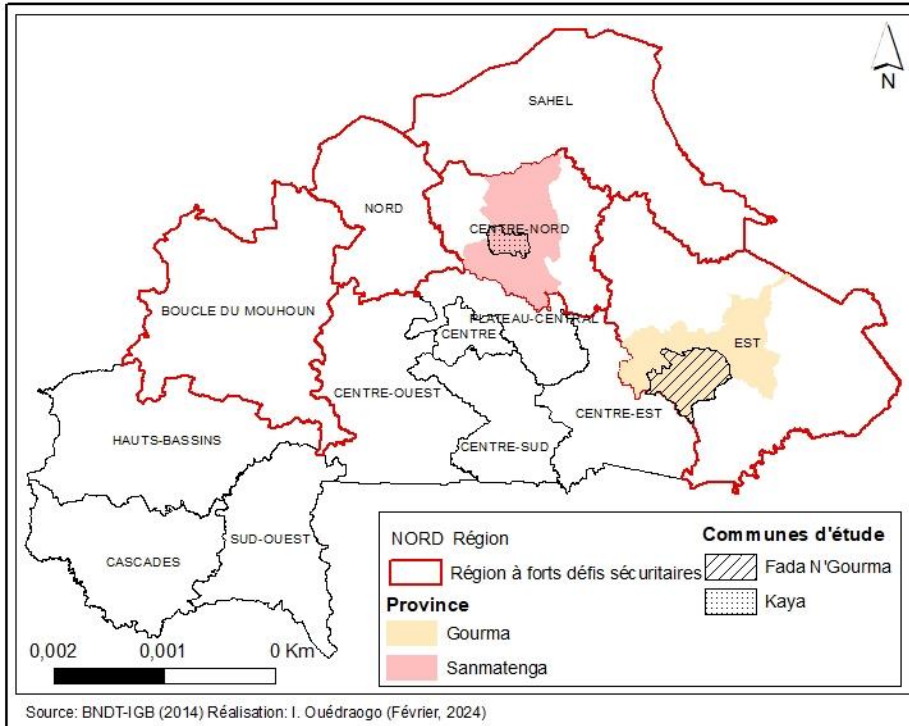 N
SAHEL
NORD
CENTRE-NORD
BOUCLE DU MOUHOUN
PLATEAU-CENTRAL
CENTRE
EST
CENTRE-OUEST
CENTRE-EST
HAUTS-BASSINS
CENTRE-SUD
SUD-OUEST
CASCADES
NORD Région
Région à forts défis sécuritaires
Province
Gourma
Sanmatenga
Communes d'étude
Fada N'Gourma
Kaya
0,002 0,001 0 Km
Source: BNDT-IGB (2014) Réalisation: I. Ouédraogo (Février, 2024)